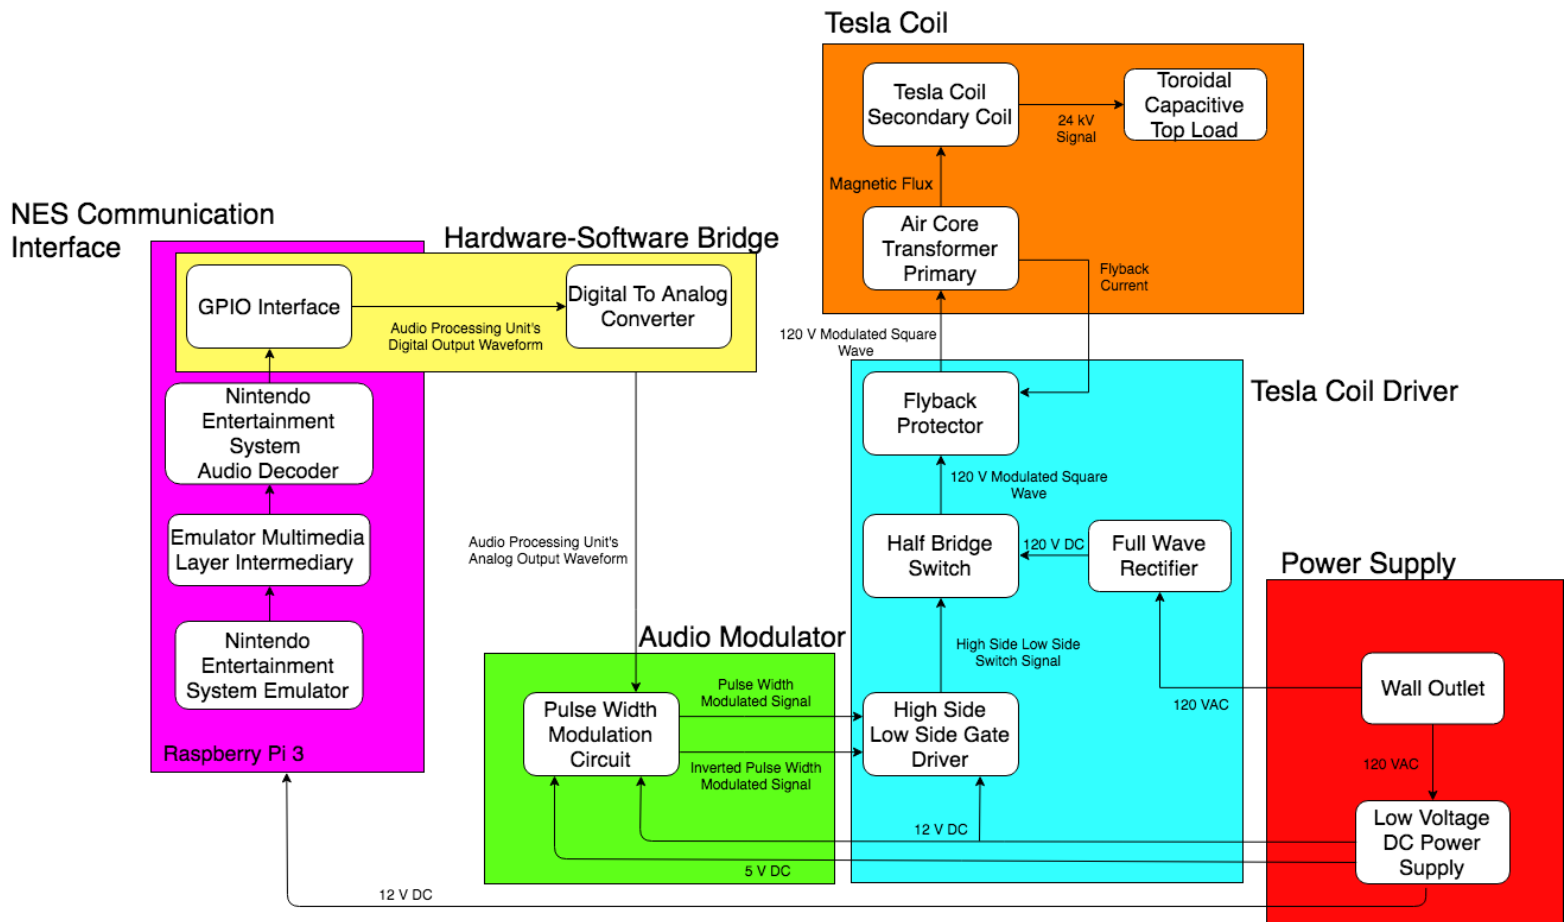 Tesla Coil
Tesla Coil
Secondary Coil
24 kV
Signal
Toroidal
Capacitive
Top Load
Magnetic Flux
Air Core
Transformer
Primary
Flyback
Current
NES Communication
Interface
Hardware-Software Bridge
GPIO Interface
Audio Processing Unit's
Digital Output Waveform
Digital To Analog
Converter
120 V Modulated Square
Wave
Tesla Coil Driver
Flyback
Protector
Nintendo
Entertainment
System
Audio Decoder
120 V Modulated Square
Wave
Emulator Multimedia
Layer Intermediary
Audio Processing Unit's
Analog Output Waveform
Half Bridge
Switch
120 V DC
Full Wave
Rectifier
Power Supply
Nintendo
Entertainment
System Emulator
Raspberry Pi 3
Audio Modulator
High Side Low Side
Switch Signal
Pulse Width
Modulation
Circuit
Pulse Width
Modulated Signal
Inverted Pulse Width
Modulated Signal
High Side
Low Side Gate
Driver
Wall Outlet
120 VAC
120 VAC
Low Voltage
DC Power
Supply
12 V DC
5 V DC
12 V DC